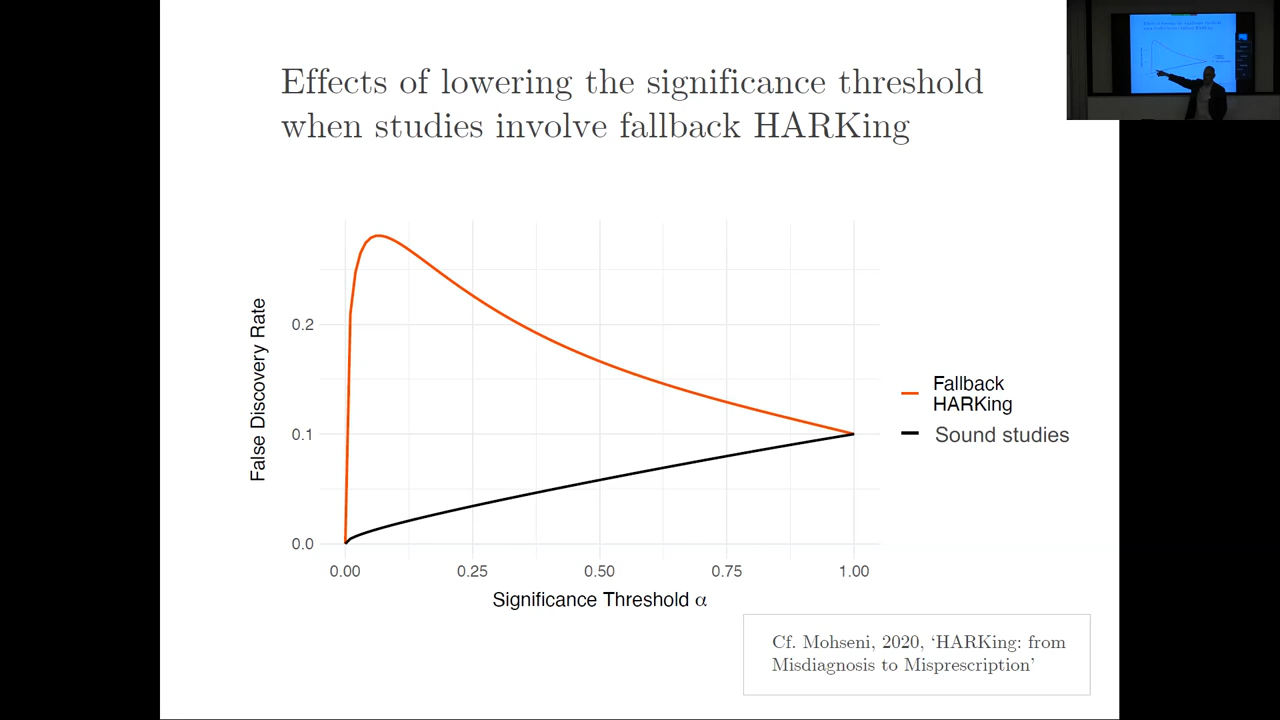 Effects of lowering the significance threshold
when studies involve fallback HARKing
False Discovery Rate
0.2
0.1
0.0
0.00 0.25 0.50 0.75 1.00
Significance Threshold α
Fallback
HARKing
Sound studies
Cf. Mohseni, 2020, ‘HARKing: from
Misdiagnosis to Misprescription’